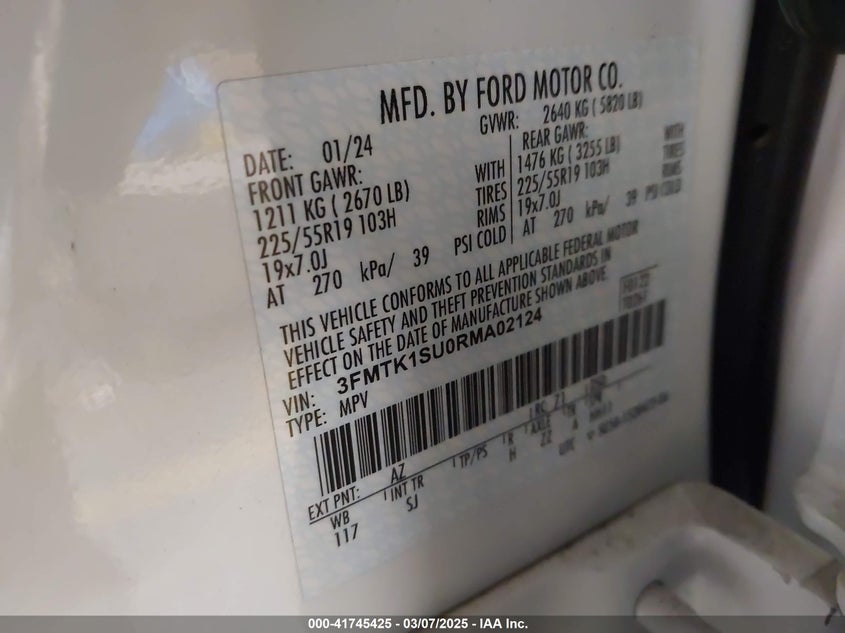 MFD. BY FORD MOTOR CO.
DATE: 01/24
GVWR: 2640 KG ( 5820 LB)
FRONT GAWR:
1211 KG ( 2670 LB)
WITH
225/55R19 103H
TIRES
19x7.0J
RIMS
AT 270 kPa/ 39 PSI COLD
REAR GAWR:
1476 KG ( 3255 LB)
WITH
225/55R19 103H
TIRES
19x7.0J
RIMS
AT 270 kPa/ 39 PSI COLD
THIS VEHICLE CONFORMS TO ALL APPLICABLE FEDERAL MOTOR
VEHICLE SAFETY AND THEFT PREVENTION STANDARDS IN
EFFECT ON THE DATE OF MANUFACTURE SHOWN ABOVE.
VIN: 3FMTK1SU0RMA02124
TYPE: MPV
EXT PNT: AZ
WB INT TR TP/PS R AXLE TR
117 SJ H 22 A
UTC
000-41745425 - 03/07/2025 - IAA Inc.